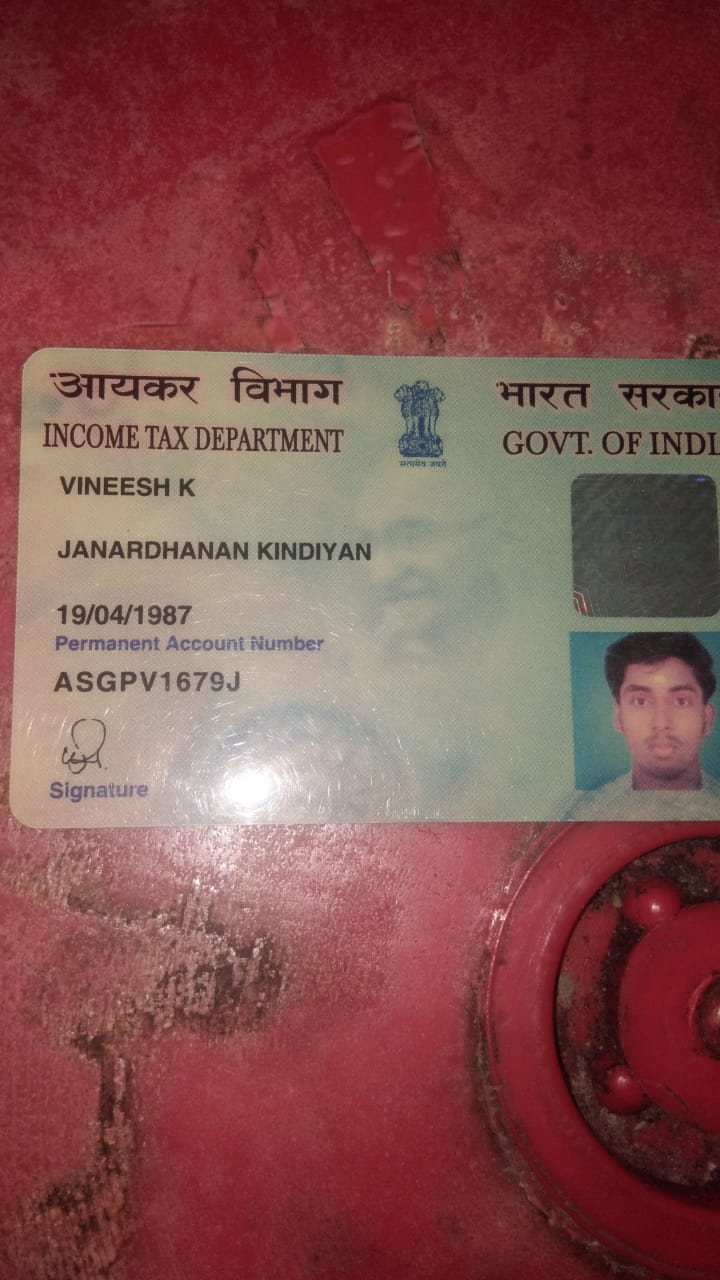 आयकर विभाग
INCOME TAX DEPARTMENT
सत्यमेव जयते
भारत सरका
GOVT. OF INDI
VINEESH K
JANARDHANAN KINDIYAN
19/04/1987
Permanent Account Number
ASGPV1679J
Signature